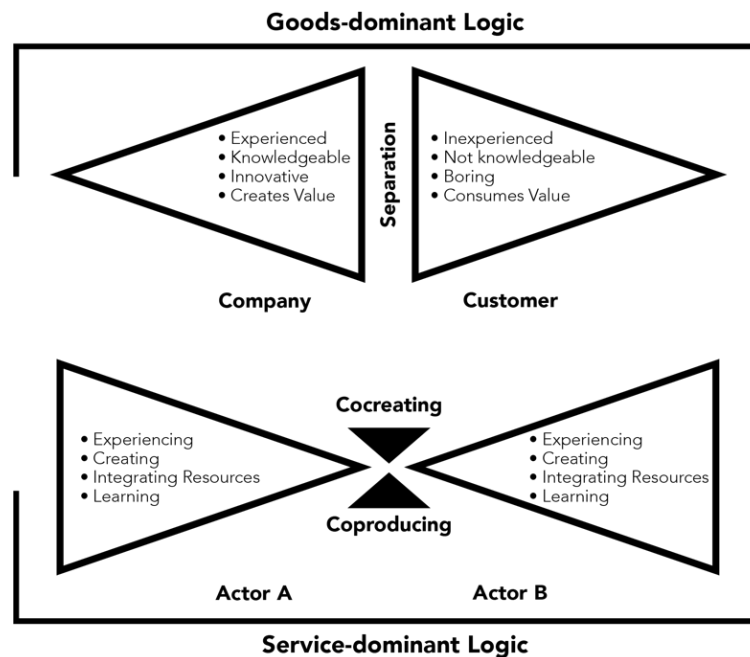 Goods-dominant Logic
• Experienced
• Knowledgeable
• Innovative
• Creates Value
Separation
• Inexperienced
• Not knowledgeable
• Boring
• Consumes Value
Company
Customer
Cocreating
• Experiencing
• Creating
• Integrating Resources
• Learning
• Experiencing
• Creating
• Integrating Resources
• Learning
Coproducing
Actor A
Actor B
Service-dominant Logic